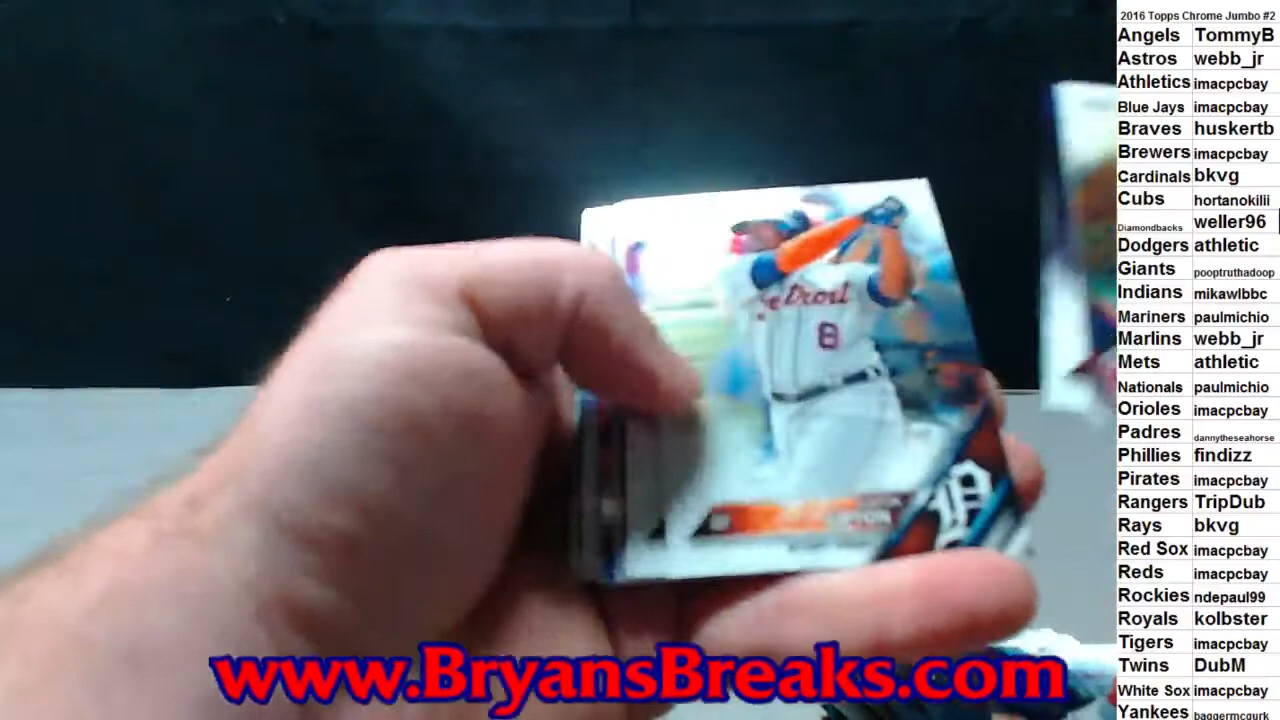 2016 Topps Chrome Jumbo #2
Angels TommyB
Astros webb_jr
Athletics imacpcbay
Blue Jays imacpcbay
Braves huskertb
Brewers imacpcbay
Cardinals bkvg
Cubs hortanokilii
Diamondbacks weller96
Dodgers athletic
Giants pooptruthadoop
Indians mikawlbbc
Mariners paulmichio
Marlins webb_jr
Mets athletic
Nationals paulmichio
Orioles imacpcbay
Padres dannytheseahorse
Phillies findizz
Pirates imacpcbay
Rangers TripDub
Rays bkvg
Red Sox imacpcbay
Reds imacpcbay
Rockies ndepaul99
Royals kolbster
Tigers imacpcbay
Twins DubM
White Sox imacpcbay
Yankees baggermcgurk
Detroit
8
D
www.BryansBreaks.com